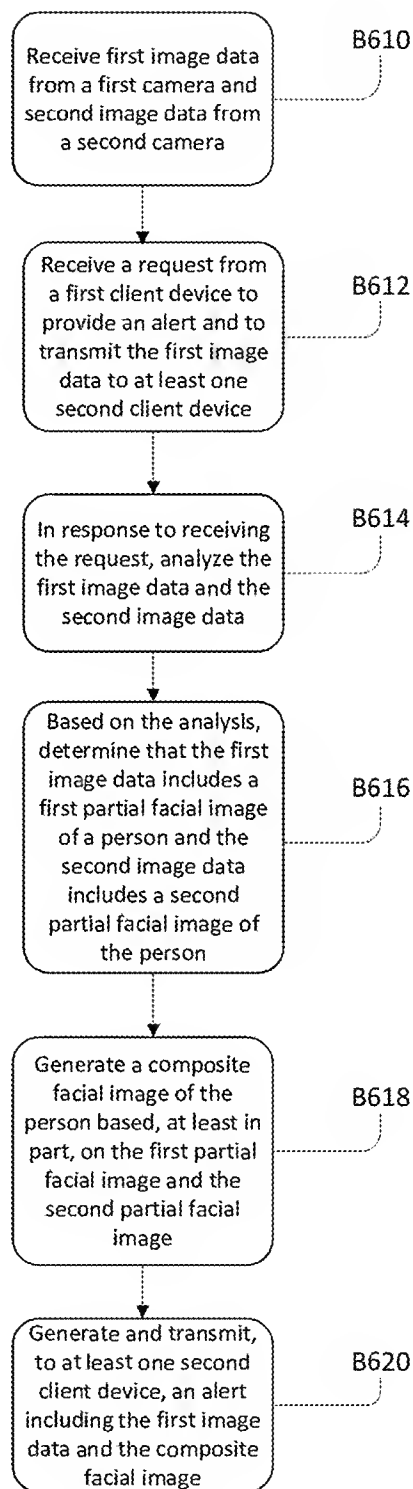 B610
Receive first image data
from a first camera and
second image data from
a second camera
B612
Receive a request from
a first client device to
provide an alert and to
transmit the first image
data to at least one
second client device
B614
In response to receiving
the request, analyze the
first image data and the
second image data
B616
Based on the analysis,
determine that the first
image data includes a
first partial facial image
of a person and the
second image data
includes a second
partial facial image of
the person
B618
Generate a composite
facial image of the
person based, at least in
part, on the first partial
facial image and the
second partial facial
image
B620
Generate and transmit,
to at least one second
client device, an alert
including the first image
data and the composite
facial image